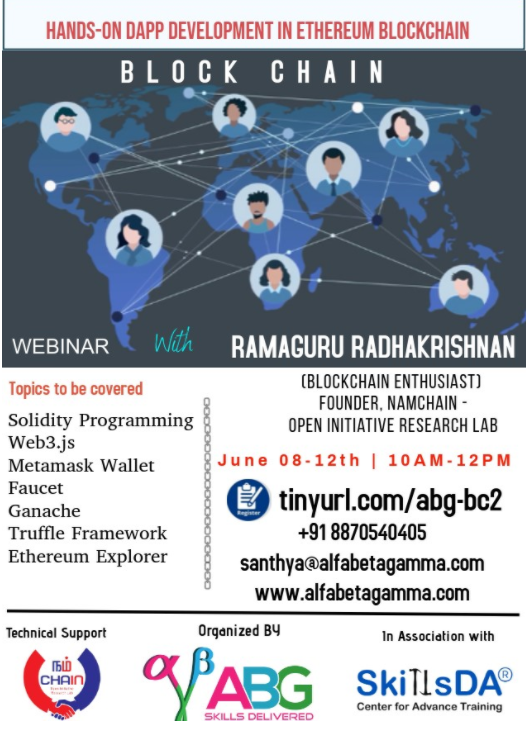 HANDS-ON DAPP DEVELOPMENT IN ETHEREUM BLOCKCHAIN
BLOCK CHAIN
WEBINAR With RAMAGURU RADHAKRISHNAN
Topics to be covered
Solidity Programming
Web3.js
Metamask Wallet
Faucet
Ganache
Truffle Framework
Ethereum Explorer
(BLOCKCHAIN ENTHUSIAST)
FOUNDER, NAMCHAIN -
OPEN INITIATIVE RESEARCH LAB
June 08-12th | 10AM-12PM
Register
tinyurl.com/abg-bc2
+91 8870540405
santhya@alfabetagamma.com
www.alfabetagamma.com
Technical Support
நம்
CHAIN
Organized BY
αβγ ABG
SKILLS DELIVERED
In Association with
SkillsDA®
Center for Advance Training